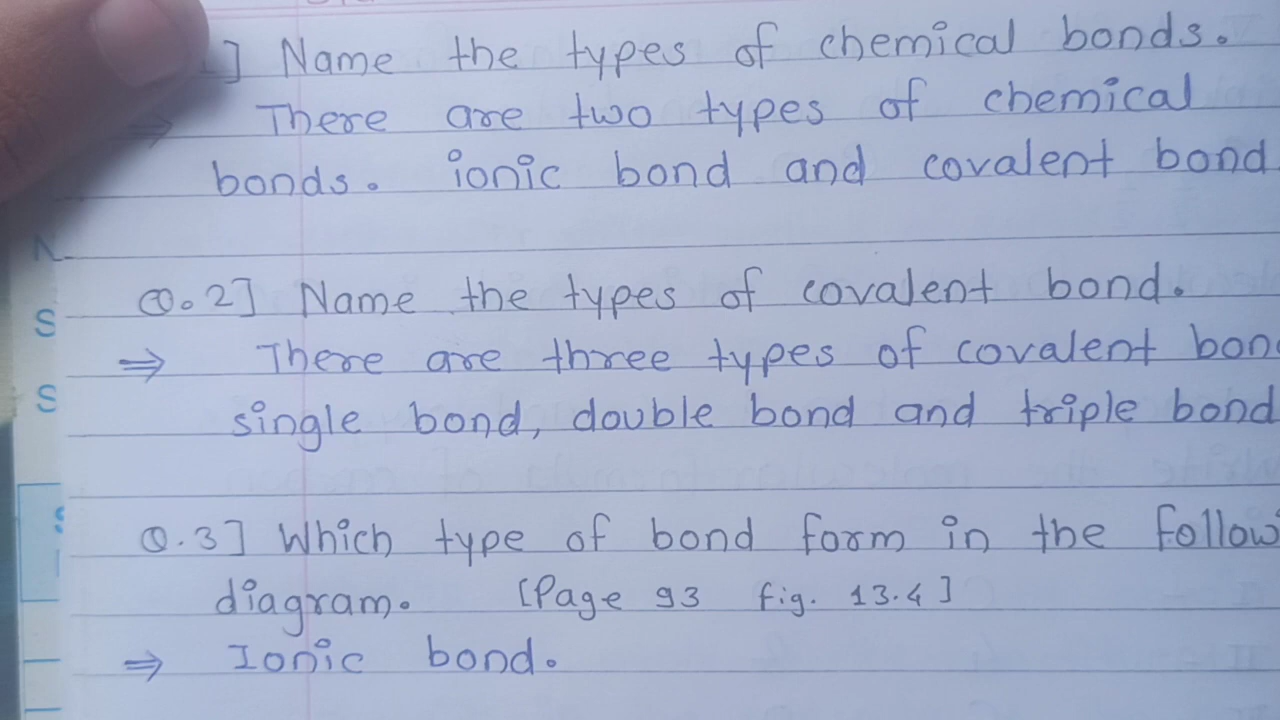 ] Name the types of chemical bonds.
⇒ There are two types of chemical
bonds. ionic bond and covalent bond
Q.2] Name the types of covalent bond.
⇒ There are three types of covalent
single bond, double bond and triple bond
Q.3] Which type of bond form in the
diagram. [Page 93 fig. 13.4]
⇒ Ionic bond.
S
S